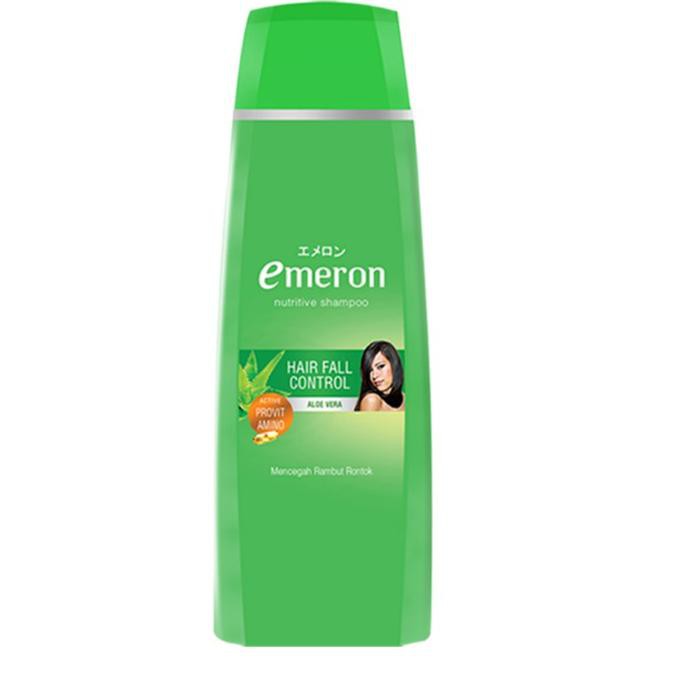 エメロン
emeron
nutritive shampoo
HAIR FALL
CONTROL
ALOE VERA
ACTIVE
PROVIT
AMINO
Mencegah Rambut Rontok